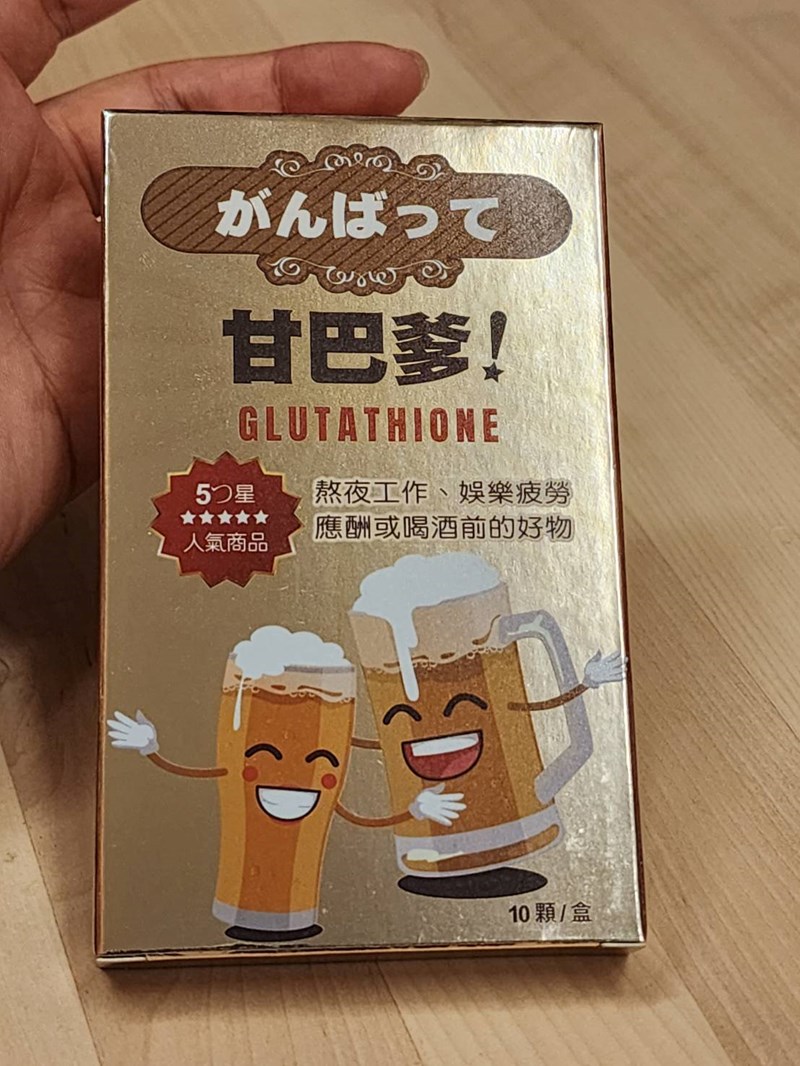 がんばって
甘巴爹!
GLUTATHIONE
5つ星
★★★★★
人氣商品
熬夜工作、娛樂疲勞
應酬或喝酒前的好物
10顆/盒